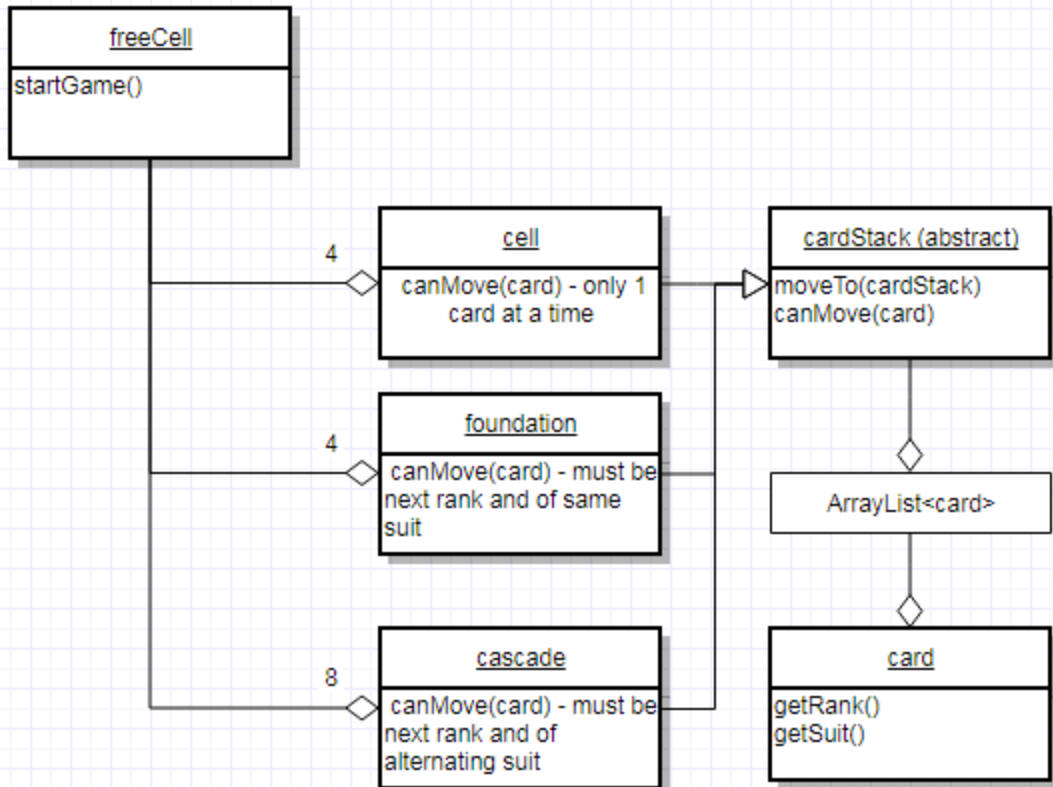 freeCell
startGame()
4
cell
canMove(card) - only 1
card at a time
cardStack (abstract)
moveTo(cardStack)
canMove(card)
4
foundation
canMove(card) - must be
next rank and of same
suit
ArrayList<card>
8
cascade
canMove(card) - must be
next rank and of
alternating suit
card
getRank()
getSuit()